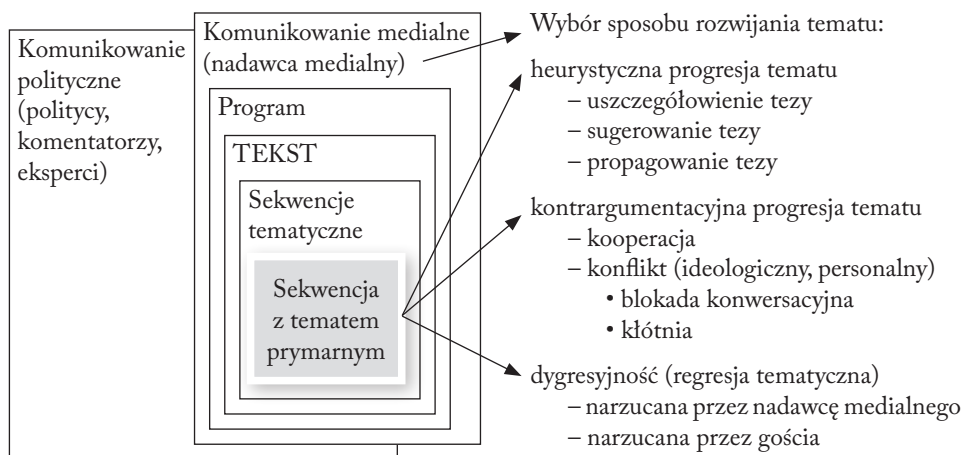 Komunikowanie
polityczne
(politycy,
komentatorzy,
eksperci)
Komunikowanie medialne
(nadawca medialny)
Program
TEKST
Sekwencje
tematyczne
Sekwencja
z tematem
prymarnym
Wybór sposobu rozwijania tematu:
heurystyczna progresja tematu
– uszczegółowienie tezy
– sugerowanie tezy
– propagowanie tezy
kontrargumentacyjna progresja tematu
– kooperacja
– konflikt (ideologiczny, personalny)
• blokada konwersacyjna
• kłótnia
dygresyjność (regresja tematyczna)
– narzucana przez nadawcę medialnego
– narzucana przez gościa